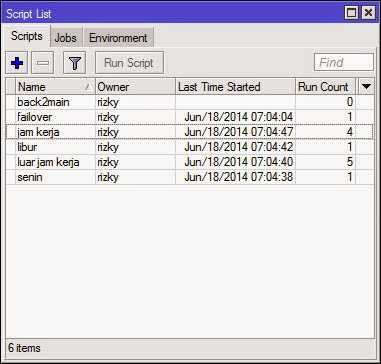 Script List
Scripts Jobs Environment
Run Script Find
Name Owner Last Time Started Run Count
back2main rizky 0
failover rizky Jun/18/2014 07:04:04 1
jam kerja rizky Jun/18/2014 07:04:47 4
libur rizky Jun/18/2014 07:04:42 1
luar jam kerja rizky Jun/18/2014 07:04:40 5
senin rizky Jun/18/2014 07:04:38 1
6 items